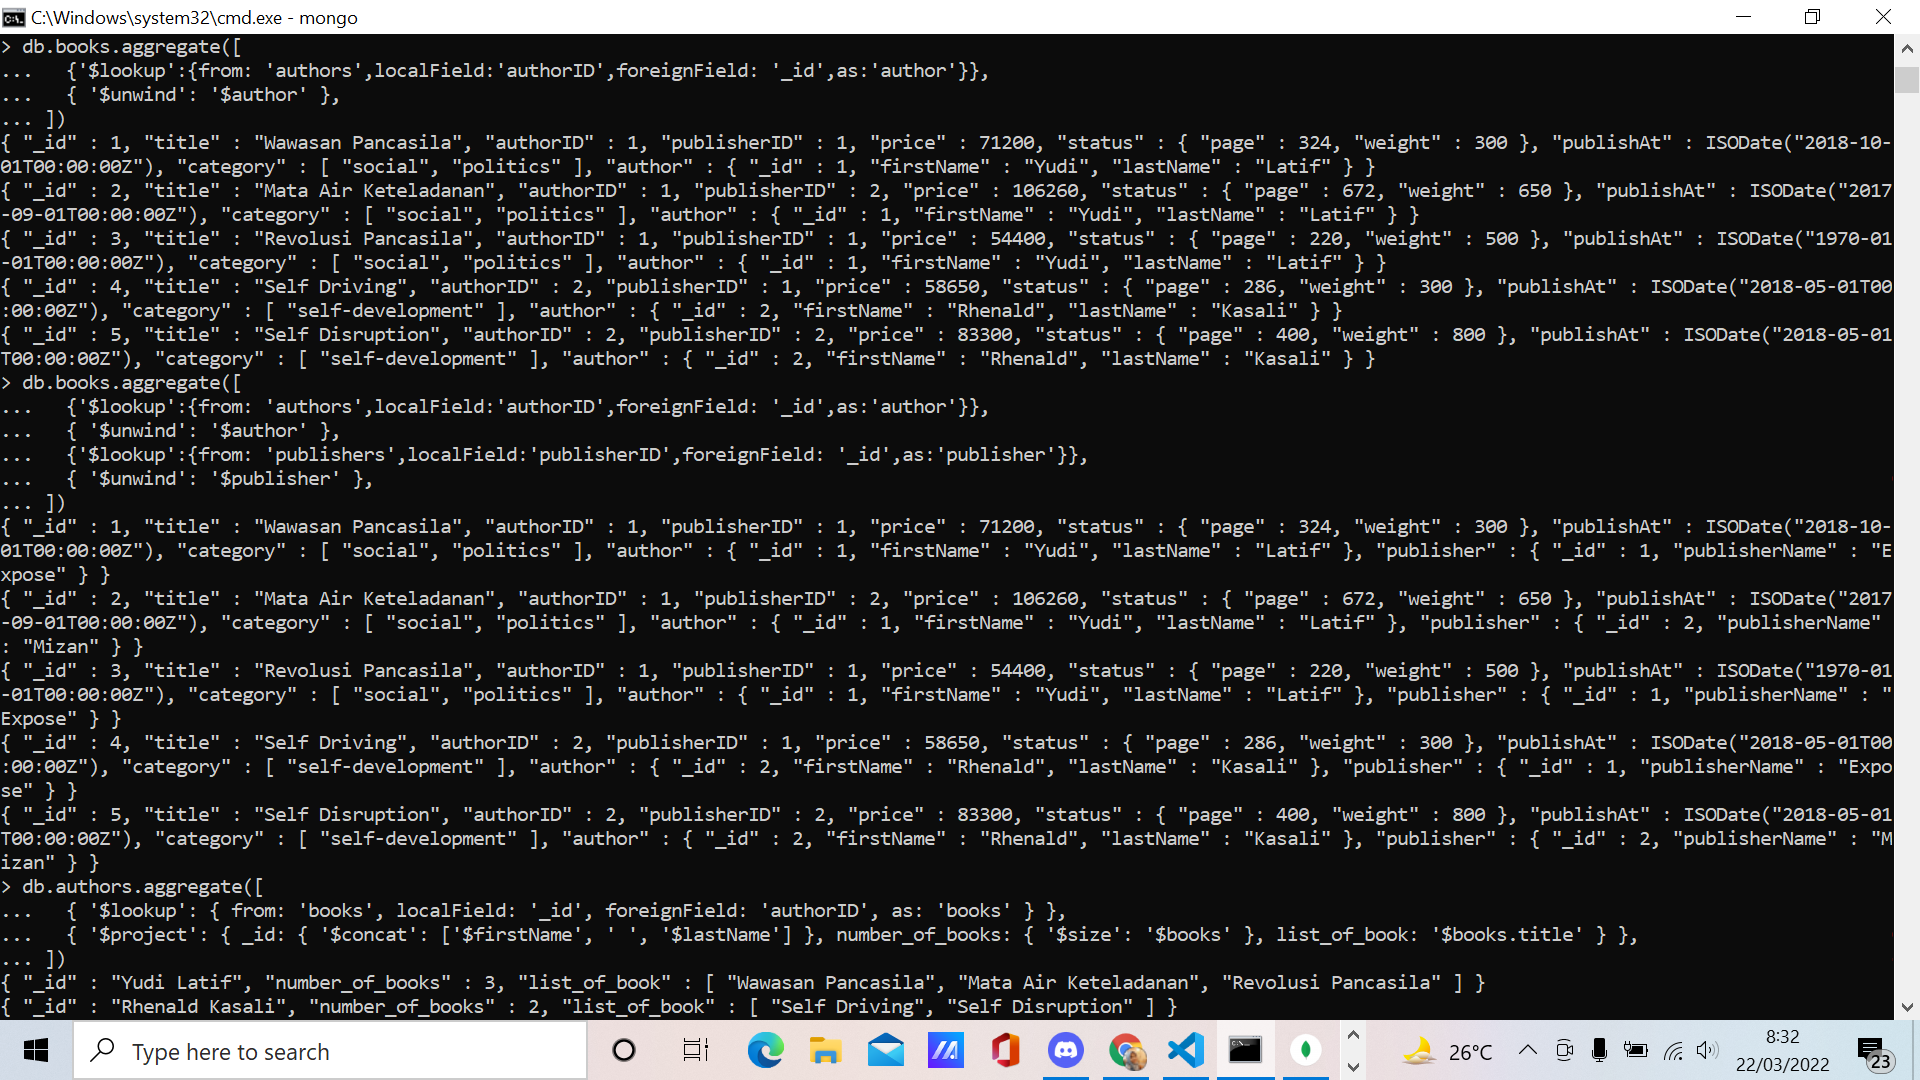 C:\Windows\system32\cmd.exe - mongo
> db.books.aggregate([
...   {'$lookup':{from: 'authors',localField:'authorID',foreignField: '_id',as:'author'}},
...   { '$unwind': '$author' },
... ])
{ "_id" : 1, "title" : "Wawasan Pancasila", "authorID" : 1, "publisherID" : 1, "price" : 71200, "status" : { "page" : 324, "weight" : 300 }, "publishAt" : ISODate("2018-10-
01T00:00:00Z"), "category" : [ "social", "politics" ], "author" : { "_id" : 1, "firstName" : "Yudi", "lastName" : "Latif" } }
{ "_id" : 2, "title" : "Mata Air Keteladanan", "authorID" : 1, "publisherID" : 2, "price" : 106260, "status" : { "page" : 672, "weight" : 650 }, "publishAt" : ISODate("2017
-09-01T00:00:00Z"), "category" : [ "social", "politics" ], "author" : { "_id" : 1, "firstName" : "Yudi", "lastName" : "Latif" } }
{ "_id" : 3, "title" : "Revolusi Pancasila", "authorID" : 1, "publisherID" : 1, "price" : 54400, "status" : { "page" : 220, "weight" : 500 }, "publishAt" : ISODate("1970-01
-01T00:00:00Z"), "category" : [ "social", "politics" ], "author" : { "_id" : 1, "firstName" : "Yudi", "lastName" : "Latif" } }
{ "_id" : 4, "title" : "Self Driving", "authorID" : 2, "publisherID" : 1, "price" : 58650, "status" : { "page" : 286, "weight" : 300 }, "publishAt" : ISODate("2018-05-01T00
:00:00Z"), "category" : [ "self-development" ], "author" : { "_id" : 2, "firstName" : "Rhenald", "lastName" : "Kasali" } }
{ "_id" : 5, "title" : "Self Disruption", "authorID" : 2, "publisherID" : 2, "price" : 83300, "status" : { "page" : 400, "weight" : 800 }, "publishAt" : ISODate("2018-05-01
T00:00:00Z"), "category" : [ "self-development" ], "author" : { "_id" : 2, "firstName" : "Rhenald", "lastName" : "Kasali" } }
> db.books.aggregate([
...   {'$lookup':{from: 'authors',localField:'authorID',foreignField: '_id',as:'author'}},
...   { '$unwind': '$author' },
...   {'$lookup':{from: 'publishers',localField:'publisherID',foreignField: '_id',as:'publisher'}},
...   { '$unwind': '$publisher' },
... ])
{ "_id" : 1, "title" : "Wawasan Pancasila", "authorID" : 1, "publisherID" : 1, "price" : 71200, "status" : { "page" : 324, "weight" : 300 }, "publishAt" : ISODate("2018-10-
01T00:00:00Z"), "category" : [ "social", "politics" ], "author" : { "_id" : 1, "firstName" : "Yudi", "lastName" : "Latif" }, "publisher" : { "_id" : 1, "publisherName" : "E
xpose" } }
{ "_id" : 2, "title" : "Mata Air Keteladanan", "authorID" : 1, "publisherID" : 2, "price" : 106260, "status" : { "page" : 672, "weight" : 650 }, "publishAt" : ISODate("2017
-09-01T00:00:00Z"), "category" : [ "social", "politics" ], "author" : { "_id" : 1, "firstName" : "Yudi", "lastName" : "Latif" }, "publisher" : { "_id" : 2, "publisherName"
: "Mizan" } }
{ "_id" : 3, "title" : "Revolusi Pancasila", "authorID" : 1, "publisherID" : 1, "price" : 54400, "status" : { "page" : 220, "weight" : 500 }, "publishAt" : ISODate("1970-01
-01T00:00:00Z"), "category" : [ "social", "politics" ], "author" : { "_id" : 1, "firstName" : "Yudi", "lastName" : "Latif" }, "publisher" : { "_id" : 1, "publisherName" : "
Expose" } }
{ "_id" : 4, "title" : "Self Driving", "authorID" : 2, "publisherID" : 1, "price" : 58650, "status" : { "page" : 286, "weight" : 300 }, "publishAt" : ISODate("2018-05-01T00
:00:00Z"), "category" : [ "self-development" ], "author" : { "_id" : 2, "firstName" : "Rhenald", "lastName" : "Kasali" }, "publisher" : { "_id" : 1, "publisherName" : "Expo
se" } }
{ "_id" : 5, "title" : "Self Disruption", "authorID" : 2, "publisherID" : 2, "price" : 83300, "status" : { "page" : 400, "weight" : 800 }, "publishAt" : ISODate("2018-05-01
T00:00:00Z"), "category" : [ "self-development" ], "author" : { "_id" : 2, "firstName" : "Rhenald", "lastName" : "Kasali" }, "publisher" : { "_id" : 2, "publisherName" : "M
izan" } }
> db.authors.aggregate([
...   { '$lookup': { from: 'books', localField: '_id', foreignField: 'authorID', as: 'books' } },
...   { '$project': { _id: { '$concat': ['$firstName', ' ', '$lastName'] }, number_of_books: { '$size': '$books' }, list_of_book: '$books.title' } },
... ])
{ "_id" : "Yudi Latif", "number_of_books" : 3, "list_of_book" : [ "Wawasan Pancasila", "Mata Air Keteladanan", "Revolusi Pancasila" ] }
{ "_id" : "Rhenald Kasali", "number_of_books" : 2, "list_of_book" : [ "Self Driving", "Self Disruption" ] }
Type here to search
26°C
8:32
22/03/2022
23